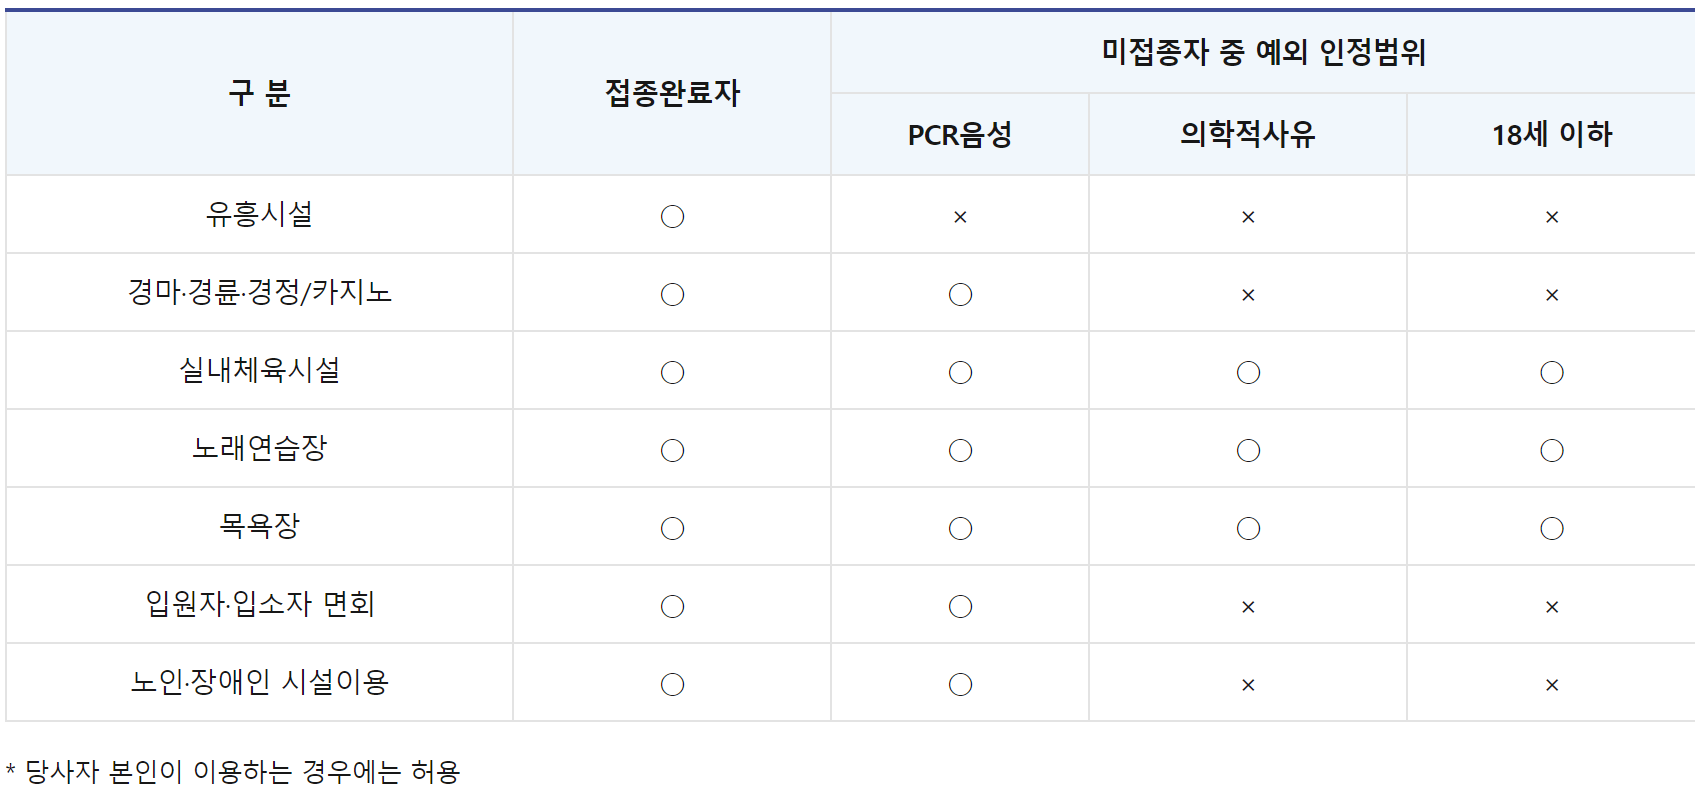 구 분 접종완료자 미접종자 중 예외 인정범위
PCR음성 의학적사유 18세 이하
유흥시설 ○ × × ×
경마·경륜·경정/카지노 ○ ○ × ×
실내체육시설 ○ ○ ○ ○
노래연습장 ○ ○ ○ ○
목욕장 ○ ○ ○ ○
입원자·입소자 면회 ○ ○ × ×
노인·장애인 시설이용 ○ ○ × ×
* 당사자 본인이 이용하는 경우에는 허용